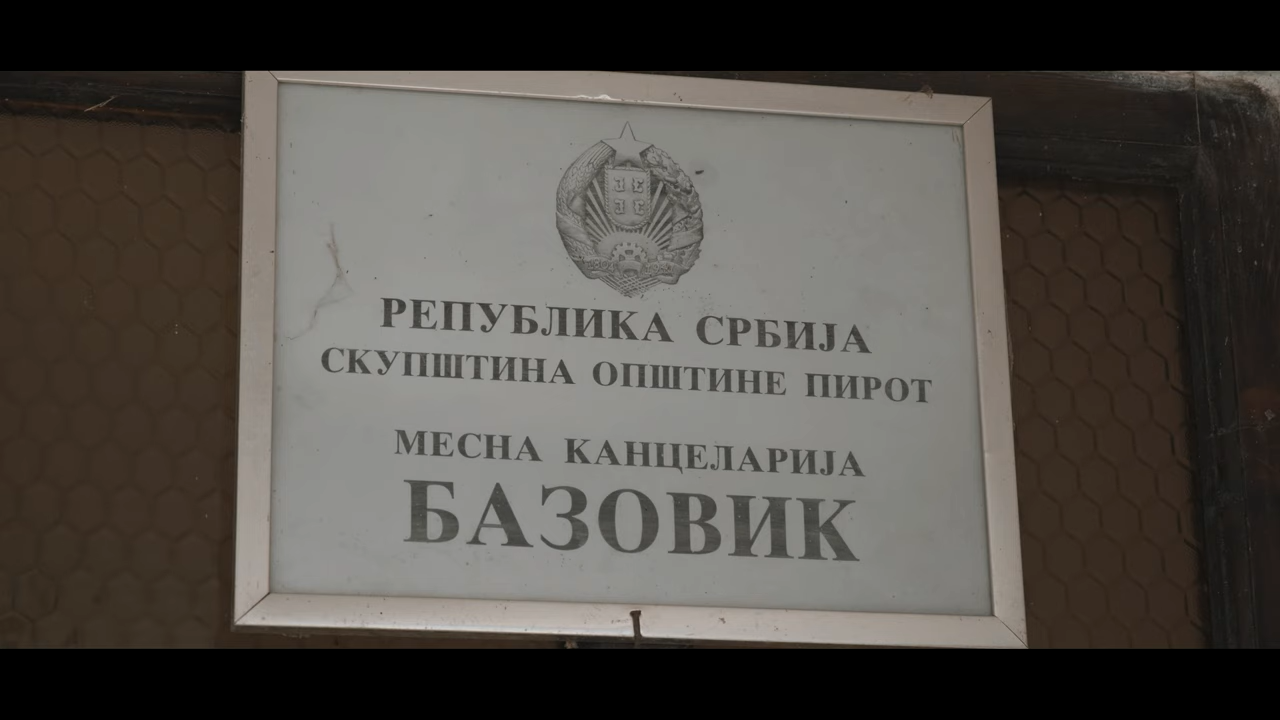 РЕПУБЛИКА СРБИЈА
СКУПШТИНА ОПШТИНЕ ПИРОТ
МЕСНА КАНЦЕЛАРИЈА
БАЗОВИК